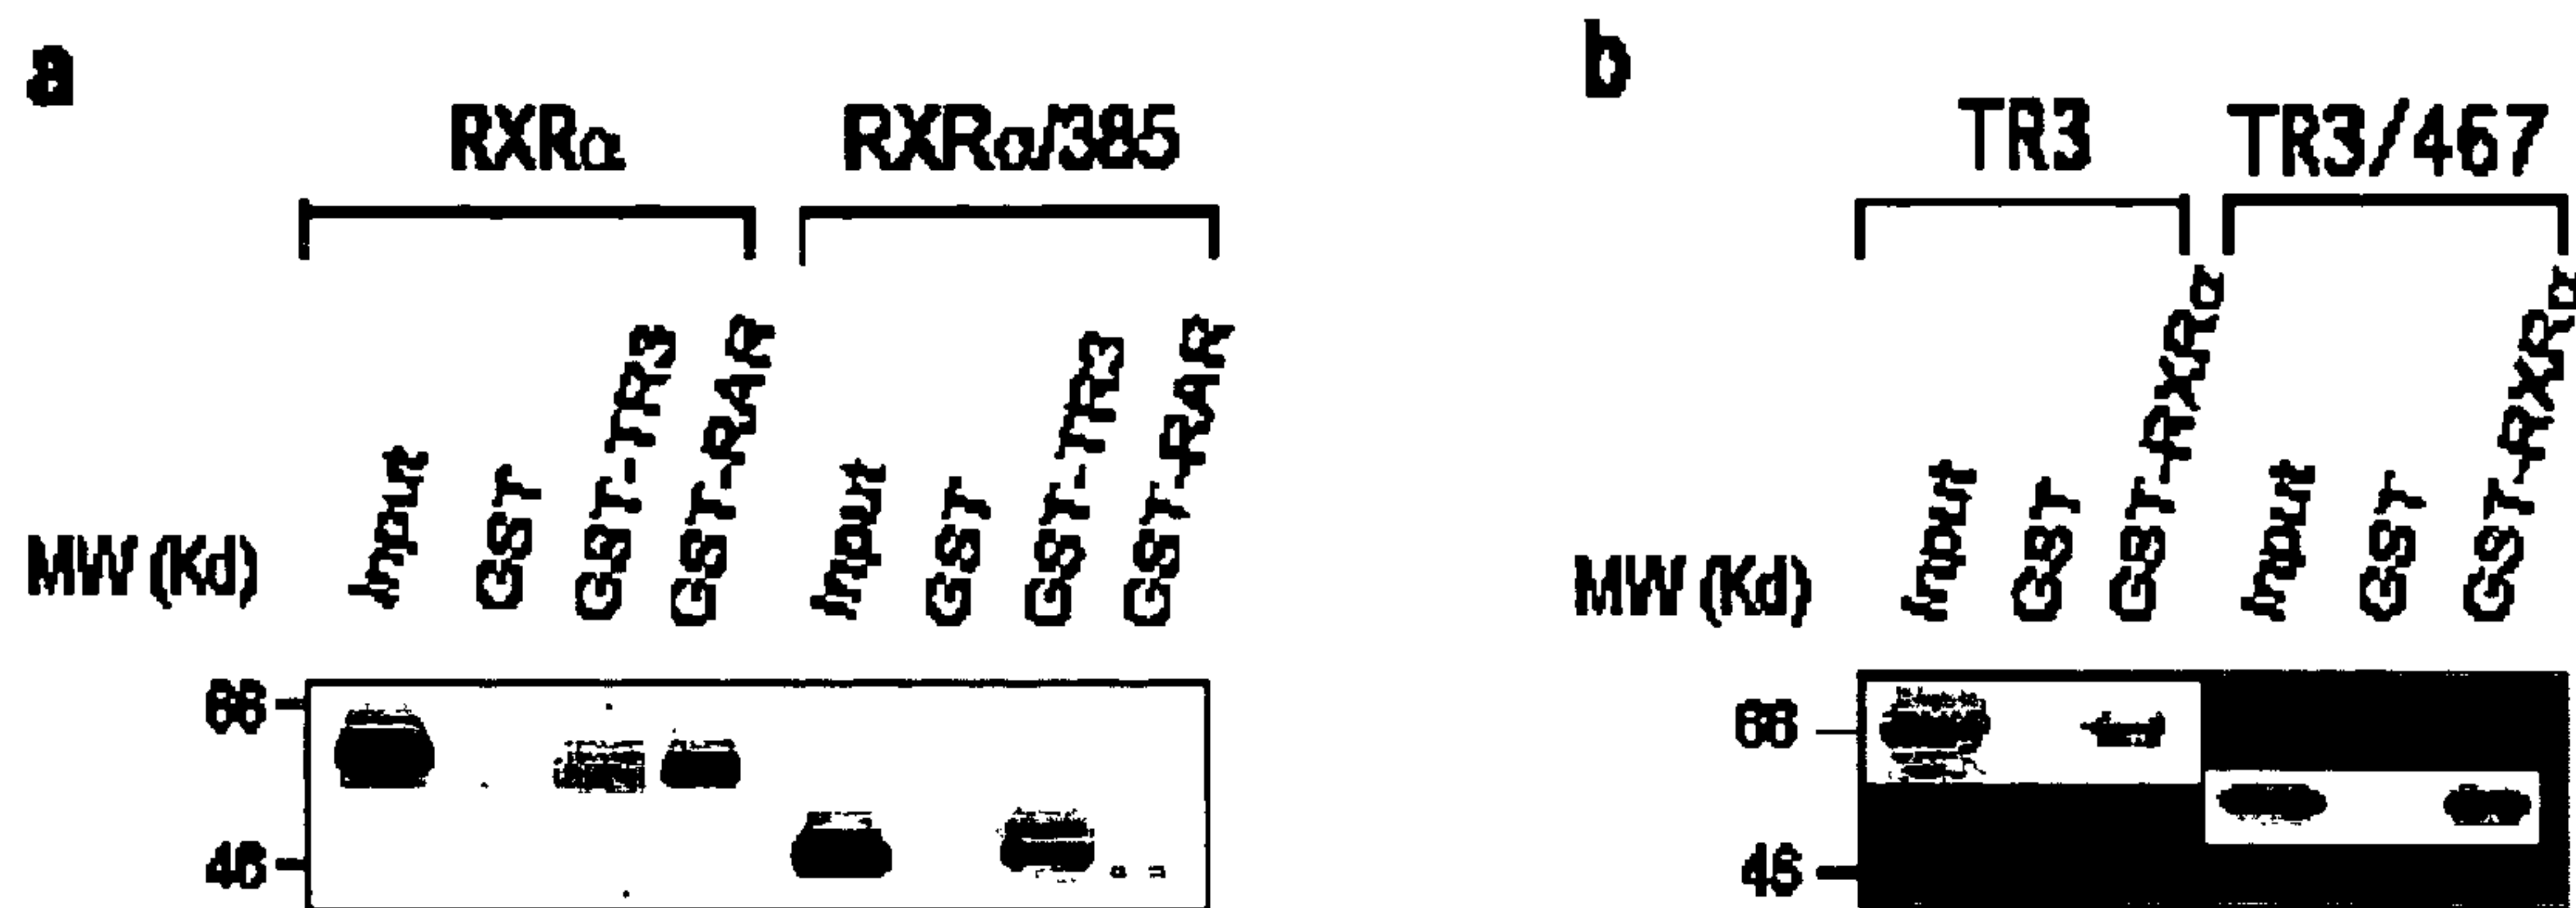 a
RXRα RXRα/385
Input GST GST-TR3 GST-RAR Input GST GST-TR3 GST-RAR
MW (Kd)
66
46
b
TR3 TR3/467
Input GST GST-RXRα Input GST GST-RXRα
MW (Kd)
66
46